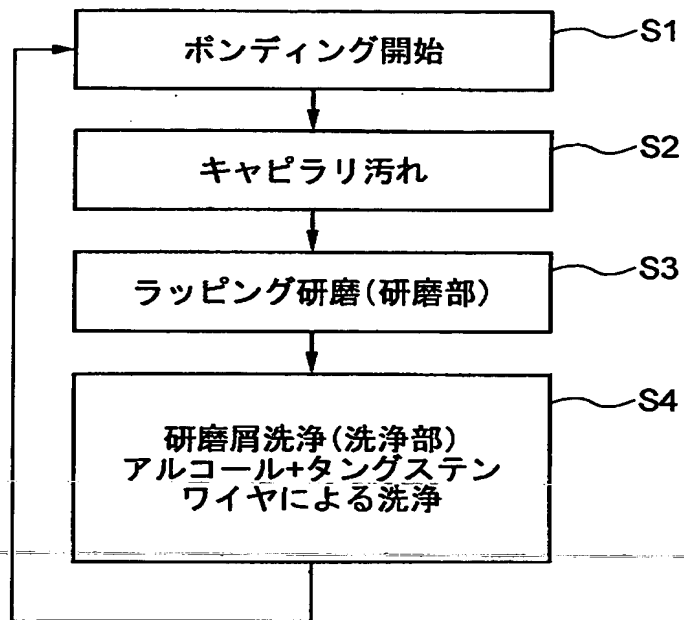 ボンディング開始
S1
キャピラリ汚れ
S2
ラッピング研磨(研磨部)
S3
研磨屑洗浄(洗浄部)
アルコール+タングステン
ワイヤによる洗浄
S4